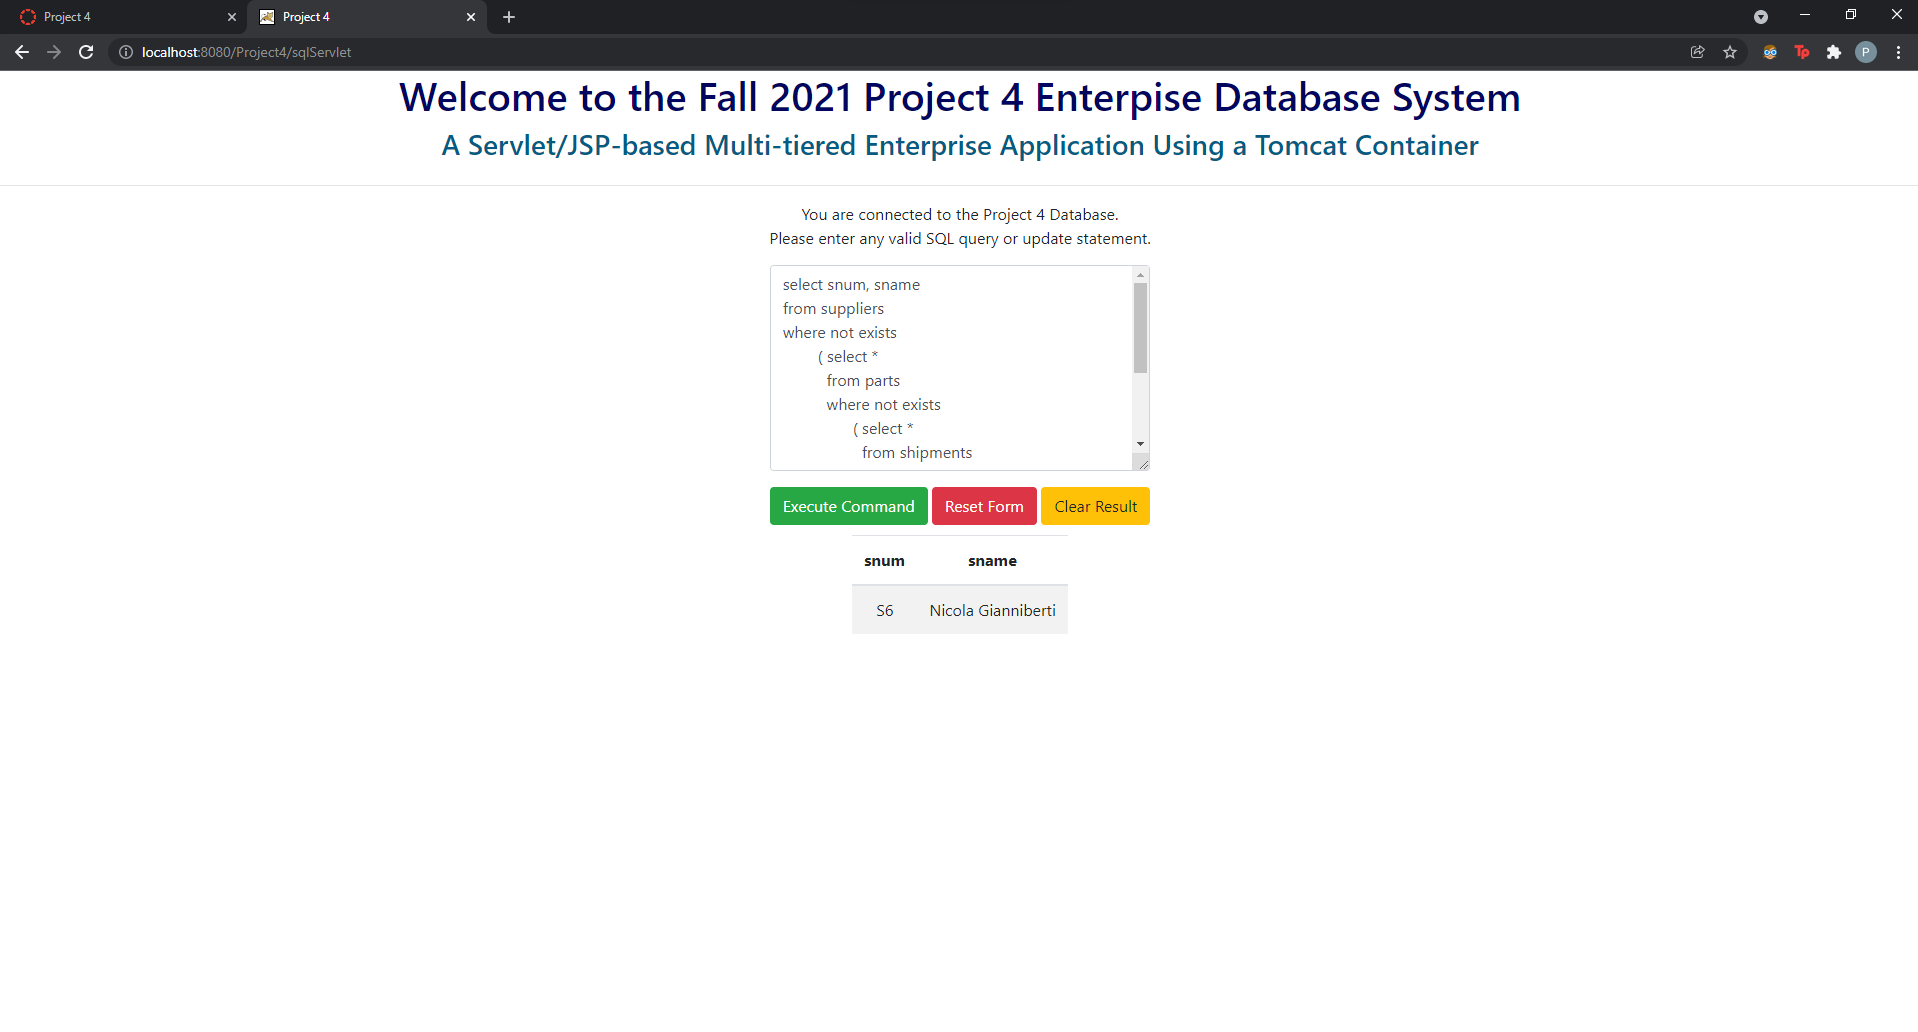 Project 4
Project 4
localhost:8080/Project4/sqlServlet
Tp
P
Welcome to the Fall 2021 Project 4 Enterpise Database System
A Servlet/JSP-based Multi-tiered Enterprise Application Using a Tomcat Container
You are connected to the Project 4 Database.
Please enter any valid SQL query or update statement.
select snum, sname
from suppliers
where not exists
( select *
from parts
where not exists
( select *
from shipments
Execute Command Reset Form Clear Result
snum sname
S6 Nicola Gianniberti